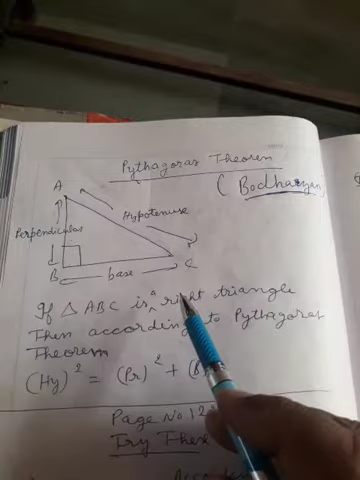 Pythagoras Theorem
(Bodhayan)
A
Hypotenuse
Perpendicular
B
base
C
If △ ABC is a right triangle
Then according to Pythagoras
Theorem
(Hy)² = (Pr)² + (B
Page No. 12
Try These